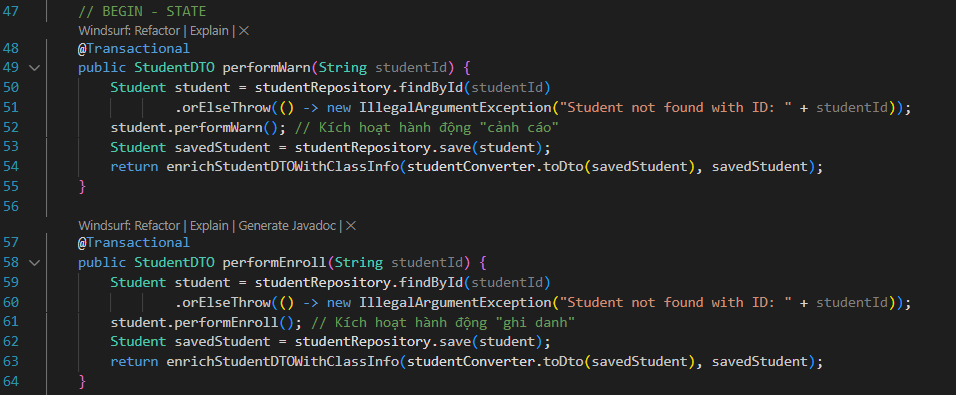 47 // BEGIN - STATE
Windsurf: Refactor | Explain | ✕
48 @Transactional
49 public StudentDTO performWarn(String studentId) {
50 Student student = studentRepository.findById(studentId)
51 .orElseThrow(() -> new IllegalArgumentException("Student not found with ID: " + studentId));
52 student.performWarn(); // Kích hoạt hành động "cảnh cáo"
53 Student savedStudent = studentRepository.save(student);
54 return enrichStudentDTOWithClassInfo(studentConverter.toDto(savedStudent), savedStudent);
55 }
56
Windsurf: Refactor | Explain | Generate Javadoc | ✕
57 @Transactional
58 public StudentDTO performEnroll(String studentId) {
59 Student student = studentRepository.findById(studentId)
60 .orElseThrow(() -> new IllegalArgumentException("Student not found with ID: " + studentId));
61 student.performEnroll(); // Kích hoạt hành động "ghi danh"
62 Student savedStudent = studentRepository.save(student);
63 return enrichStudentDTOWithClassInfo(studentConverter.toDto(savedStudent), savedStudent);
64 }